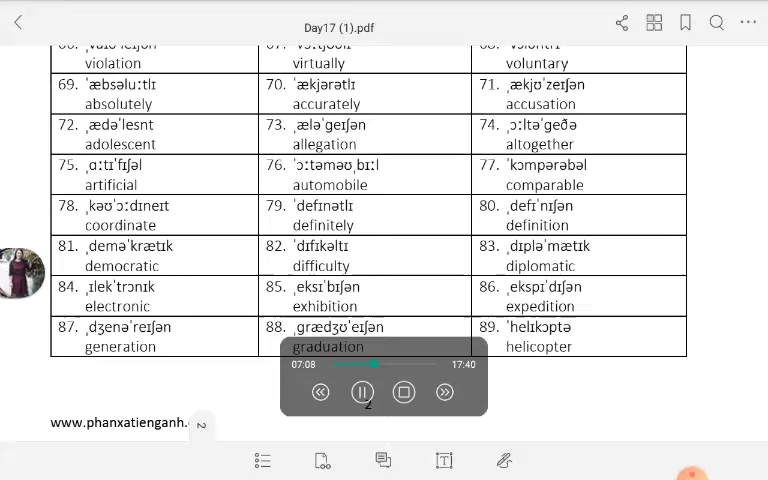 Day17 (1).pdf
violation virtually voluntary
69. ˈæbsəluːtlɪ 70. ˈækjərətlɪ 71. ˌækjʊˈzeɪʃən
absolutely accurately accusation
72. ˌædəˈlesnt 73. ˌæləˈgeɪʃən 74. ˌɔːltəˈgeðə
adolescent allegation altogether
75. ˌɑːtɪˈfɪʃəl 76. ˈɔːtəməʊˌbɪːl 77. ˈkɔmpərəbəl
artificial automobile comparable
78. ˌkəʊˈɔːdɪneɪt 79. ˈdefɪnətlɪ 80. ˌdefɪˈnɪʃən
coordinate definitely definition
81. ˌdeməˈkrætɪk 82. ˈdɪfɪkəltɪ 83. ˌdɪpləˈmætɪk
democratic difficulty diplomatic
84. ˌɪlekˈtrɔnɪk 85. ˌeksɪˈbɪʃən 86. ˌekspɪˈdɪʃən
electronic exhibition expedition
87. ˌdʒenəˈreɪʃən 88. ˌgrædʒʊˈeɪʃən 89. ˈhelɪkɔptə
generation graduation helicopter
07:08 17:40
2
www.phanxatienganh.
2